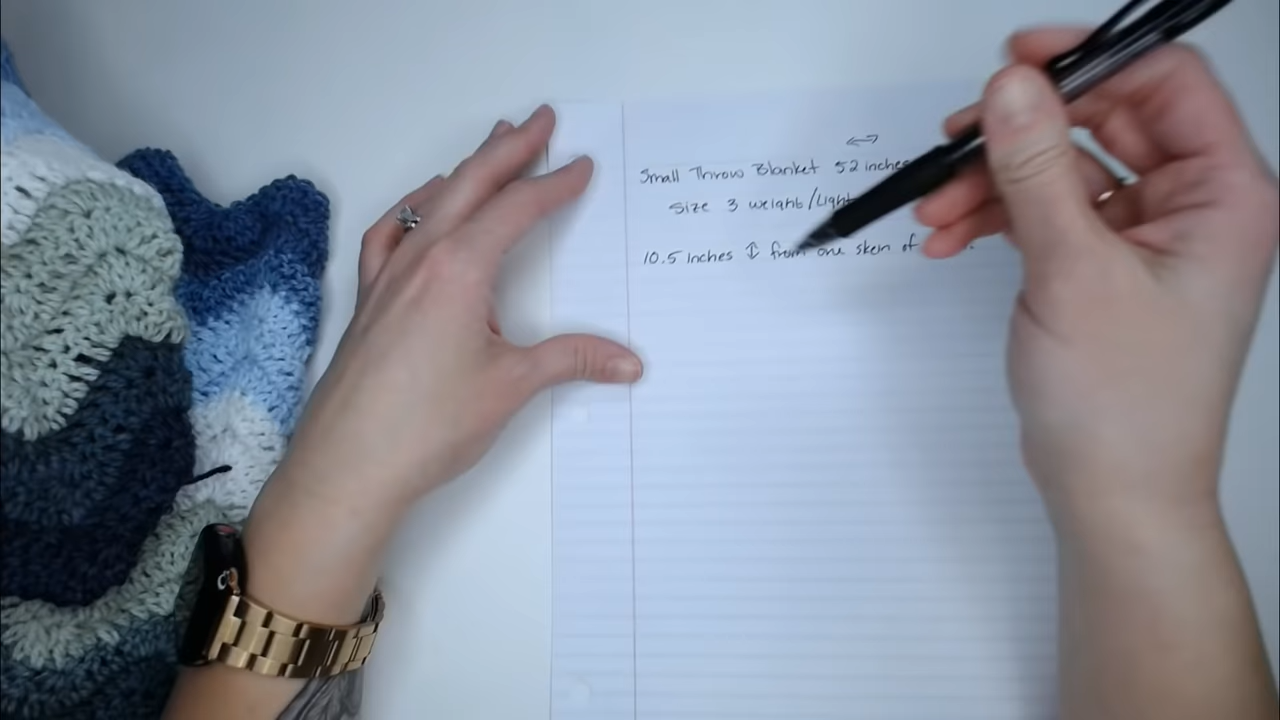 ↔
Small Throw Blanket 52 inches
Size 3 weight/Light
10.5 inches ↕ from one skein of